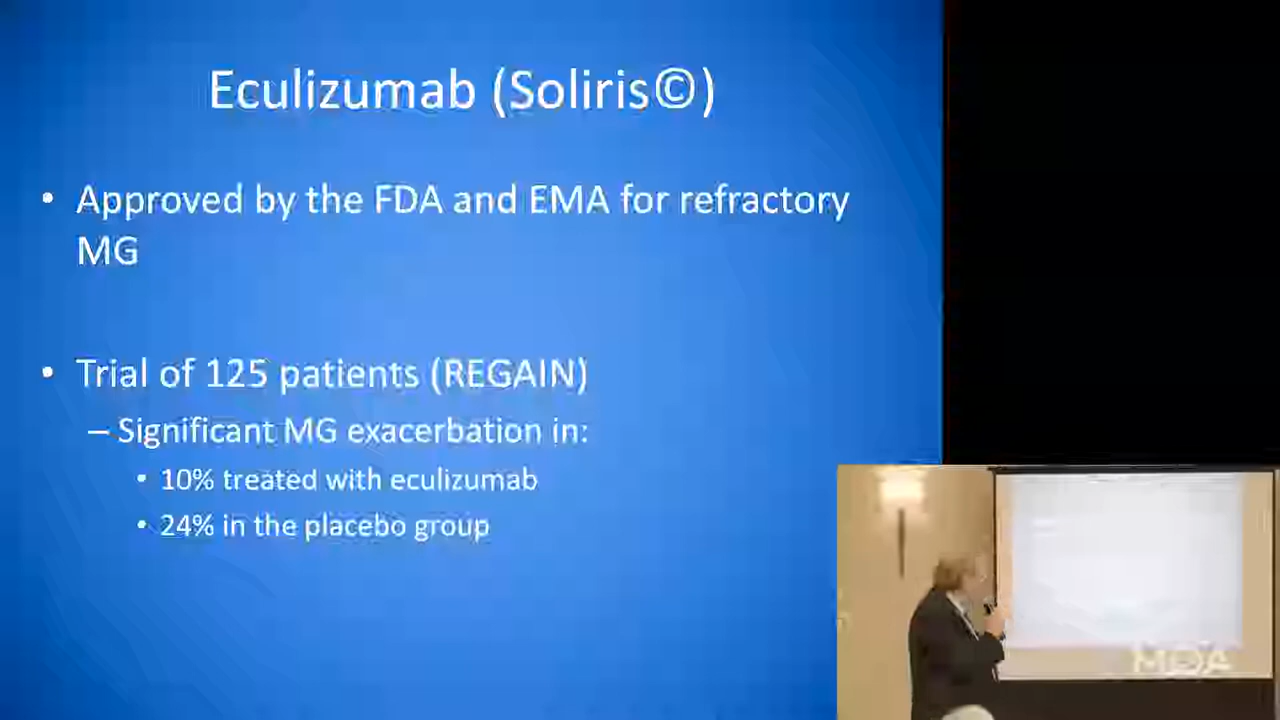 Eculizumab (Soliris©)
• Approved by the FDA and EMA for refractory
MG
• Trial of 125 patients (REGAIN)
– Significant MG exacerbation in:
• 10% treated with eculizumab
• 24% in the placebo group
MDA